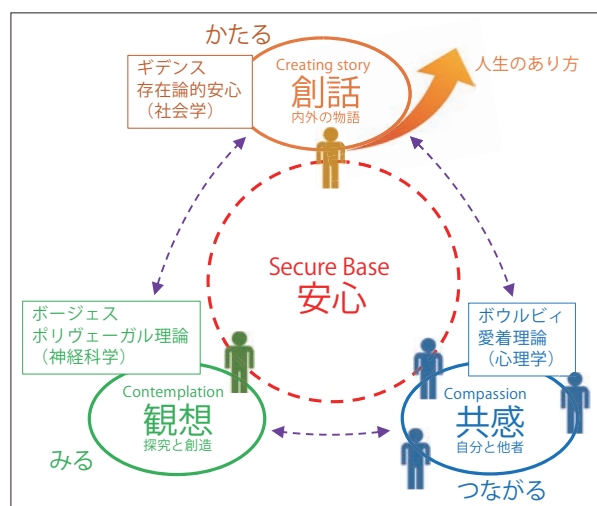 かたる
ギデンス
存在論的安心
（社会学）
Creating story
創話
内外の物語
人生のあり方
Secure Base
安心
ボージェス
ポリヴェーガル理論
（神経科学）
Contemplation
観想
探究と創造
みる
ボウルビィ
愛着理論
（心理学）
Compassion
共感
自分と他者
つながる